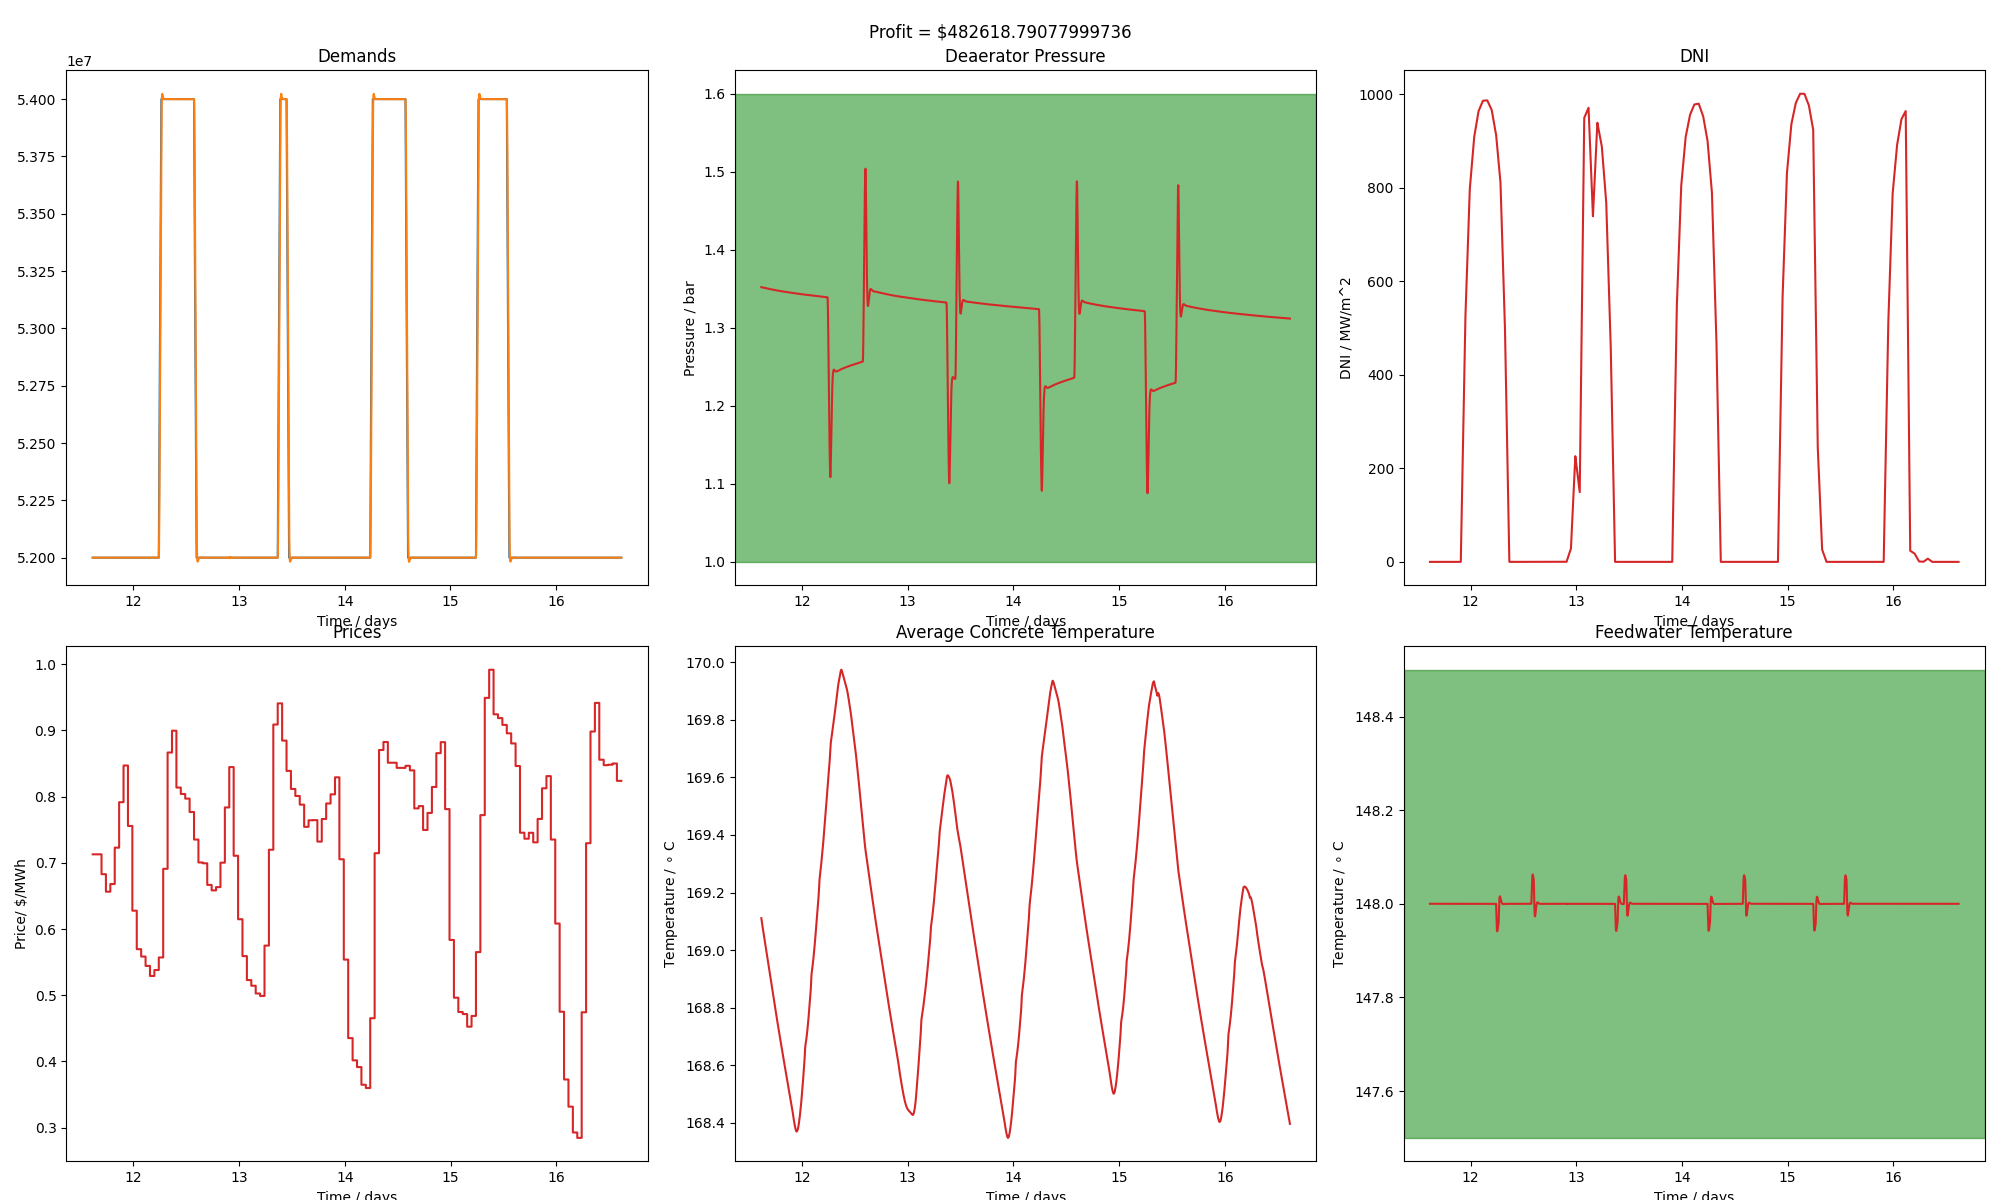 Profit = $482618.79077999736
Demands
1e7
5.400
5.375
5.350
5.325
5.300
5.275
5.250
5.225
5.200
12 13 14 15 16
Time / days
Deaerator Pressure
Pressure / bar
1.6
1.5
1.4
1.3
1.2
1.1
1.0
12 13 14 15 16
Time / days
DNI
DNI / MW/m^2
1000
800
600
400
200
0
12 13 14 15 16
Time / days
Prices
Price/ $/MWh
1.0
0.9
0.8
0.7
0.6
0.5
0.4
0.3
12 13 14 15 16
Time / days
Average Concrete Temperature
Temperature / ∘ C
170.0
169.8
169.6
169.4
169.2
169.0
168.8
168.6
168.4
12 13 14 15 16
Time / days
Feedwater Temperature
Temperature / ∘ C
148.4
148.2
148.0
147.8
147.6
12 13 14 15 16
Time / days